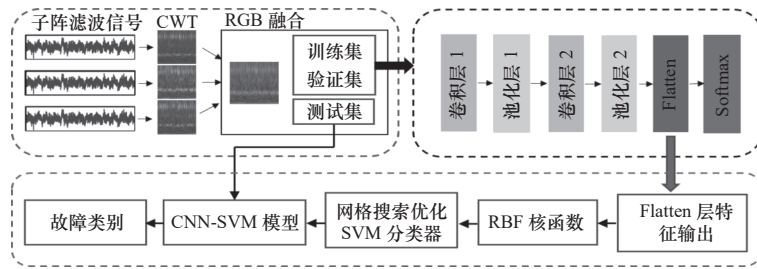 子阵滤波信号
CWT
RGB 融合
训练集
验证集
测试集
卷积层 1
池化层 1
卷积层 2
池化层 2
Flatten
Softmax
故障类别
CNN-SVM 模型
网格搜索优化
SVM 分类器
RBF 核函数
Flatten 层特
征输出